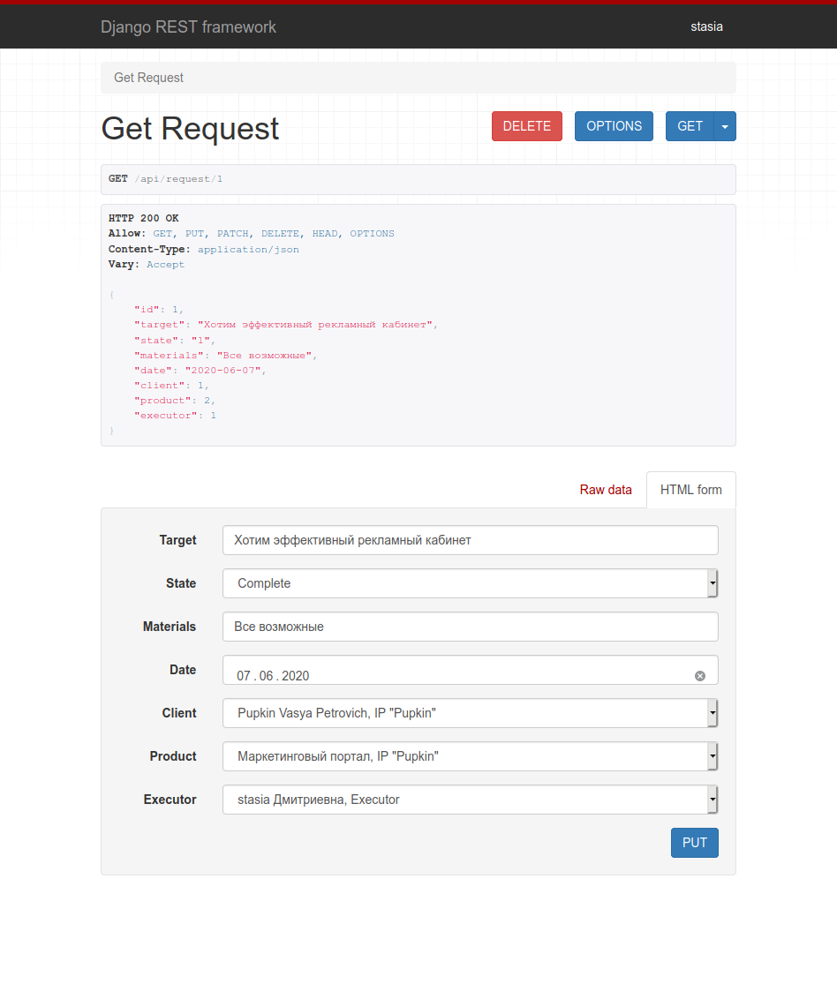 Django REST framework stasia
Get Request
Get Request DELETE OPTIONS GET
GET /api/request/1
HTTP 200 OK
Allow: GET, PUT, PATCH, DELETE, HEAD, OPTIONS
Content-Type: application/json
Vary: Accept
{
"id": 1,
"target": "Хотим эффективный рекламный кабинет",
"state": "1",
"materials": "Все возможные",
"date": "2020-06-07",
"client": 1,
"product": 2,
"executor": 1
}
Raw data HTML form
Target Хотим эффективный рекламный кабинет
State Complete
Materials Все возможные
Date 07 . 06 . 2020
Client Pupkin Vasya Petrovich, IP "Pupkin"
Product Маркетинговый портал, IP "Pupkin"
Executor stasia Дмитриевна, Executor
PUT